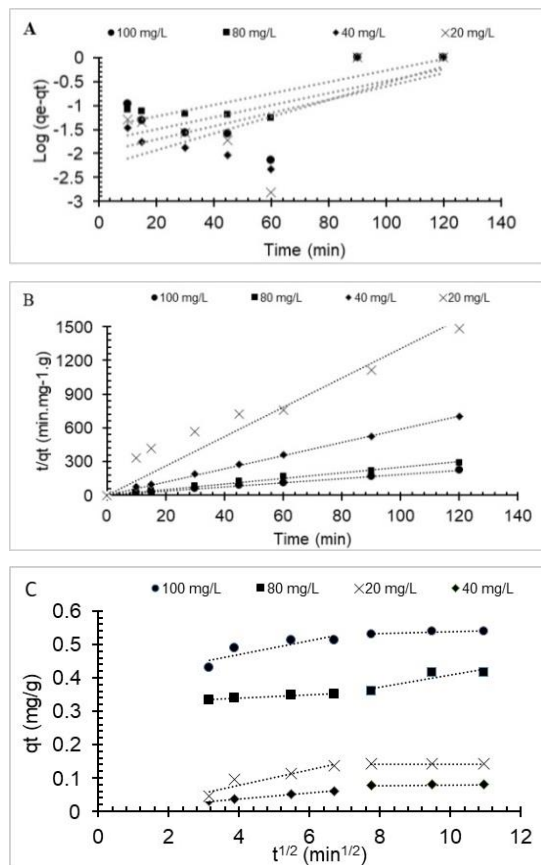 A
100 mg/L 80 mg/L 40 mg/L 20 mg/L
Log (qe-qt)
0
-0.5
-1
-1.5
-2
-2.5
-3
0 20 40 60 80 100 120 140
Time (min)
B
100 mg/L 80 mg/L 40 mg/L 20 mg/L
t/qt (min.mg-1.g)
1500
1200
900
600
300
0
0 20 40 60 80 100 120 140
Time (min)
C
100 mg/L 80 mg/L 20 mg/L 40 mg/L
qt (mg/g)
0.6
0.5
0.4
0.3
0.2
0.1
0
0 2 4 6 8 10 12
t1/2 (min1/2)